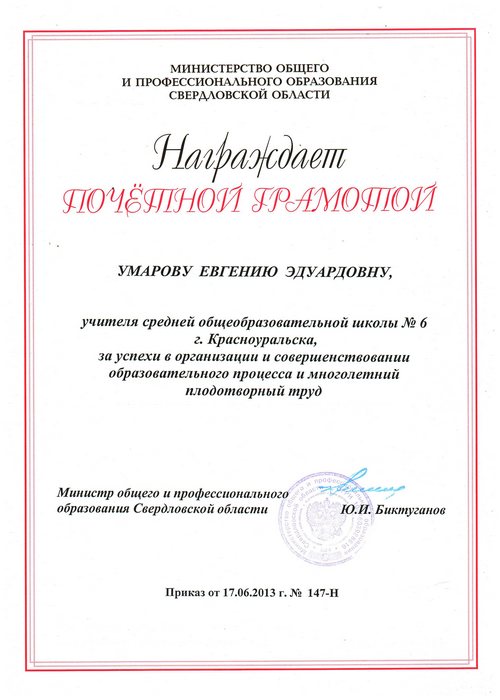 МИНИСТЕРСТВО ОБЩЕГО
И ПРОФЕССИОНАЛЬНОГО ОБРАЗОВАНИЯ
СВЕРДЛОВСКОЙ ОБЛАСТИ
Награждает
ПОЧЁТНОЙ ГРАМОТОЙ
УМАРОВУ ЕВГЕНИЮ ЭДУАРДОВНУ,
учителя средней общеобразовательной школы № 6
г. Красноуральска,
за успехи в организации и совершенствовании
образовательного процесса и многолетний
плодотворный труд
Министр общего и профессионального
образования Свердловской области Ю.И. Биктуганов
Приказ от 17.06.2013 г. № 147-Н